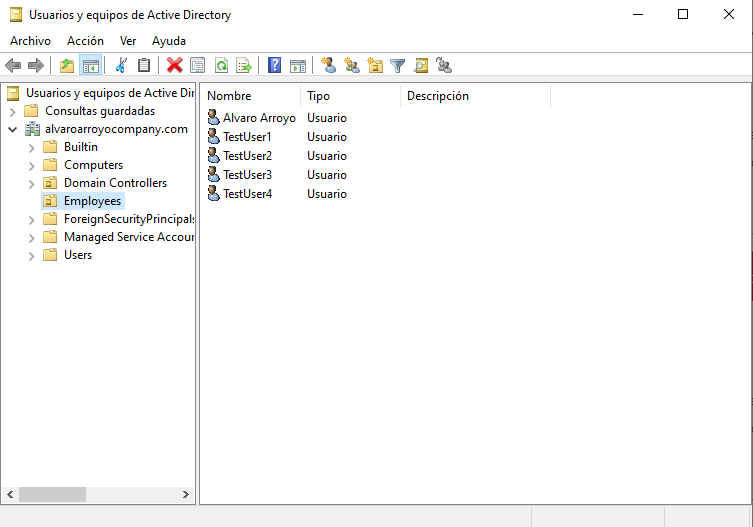 Usuarios y equipos de Active Directory
Archivo Acción Ver Ayuda
Usuarios y equipos de Active Dir
Consultas guardadas
alvaroarroyocompany.com
Builtin
Computers
Domain Controllers
Employees
ForeignSecurityPrincipals
Managed Service Accour
Users
Nombre Tipo Descripción
Alvaro Arroyo Usuario
TestUser1 Usuario
TestUser2 Usuario
TestUser3 Usuario
TestUser4 Usuario